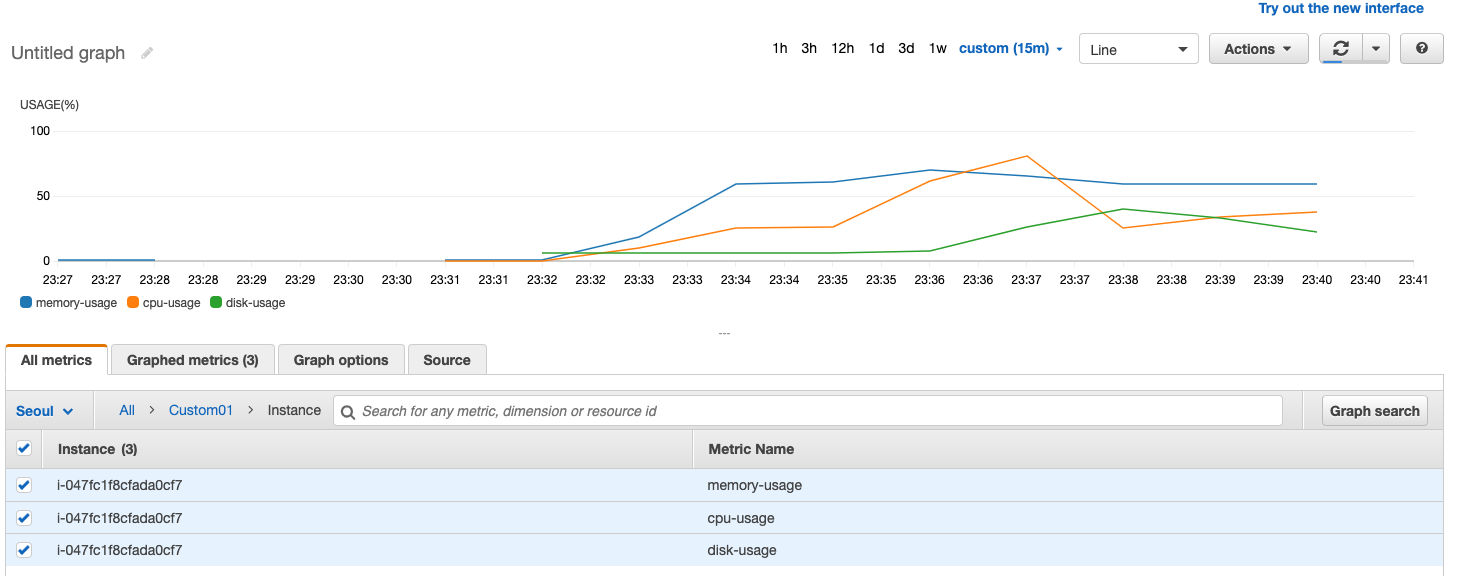 Try out the new interface
Untitled graph
1h 3h 12h 1d 3d 1w custom (15m) Line Actions ?
USAGE(%)
100
50
0
23:27 23:27 23:28 23:28 23:29 23:29 23:30 23:30 23:31 23:31 23:32 23:32 23:33 23:33 23:34 23:34 23:35 23:35 23:36 23:36 23:37 23:37 23:38 23:38 23:39 23:39 23:40 23:40 23:41
memory-usage cpu-usage disk-usage
All metrics Graphed metrics (3) Graph options Source
Seoul All > Custom01 > Instance Search for any metric, dimension or resource id Graph search
Instance (3) Metric Name
i-047fc1f8cfada0cf7 memory-usage
i-047fc1f8cfada0cf7 cpu-usage
i-047fc1f8cfada0cf7 disk-usage